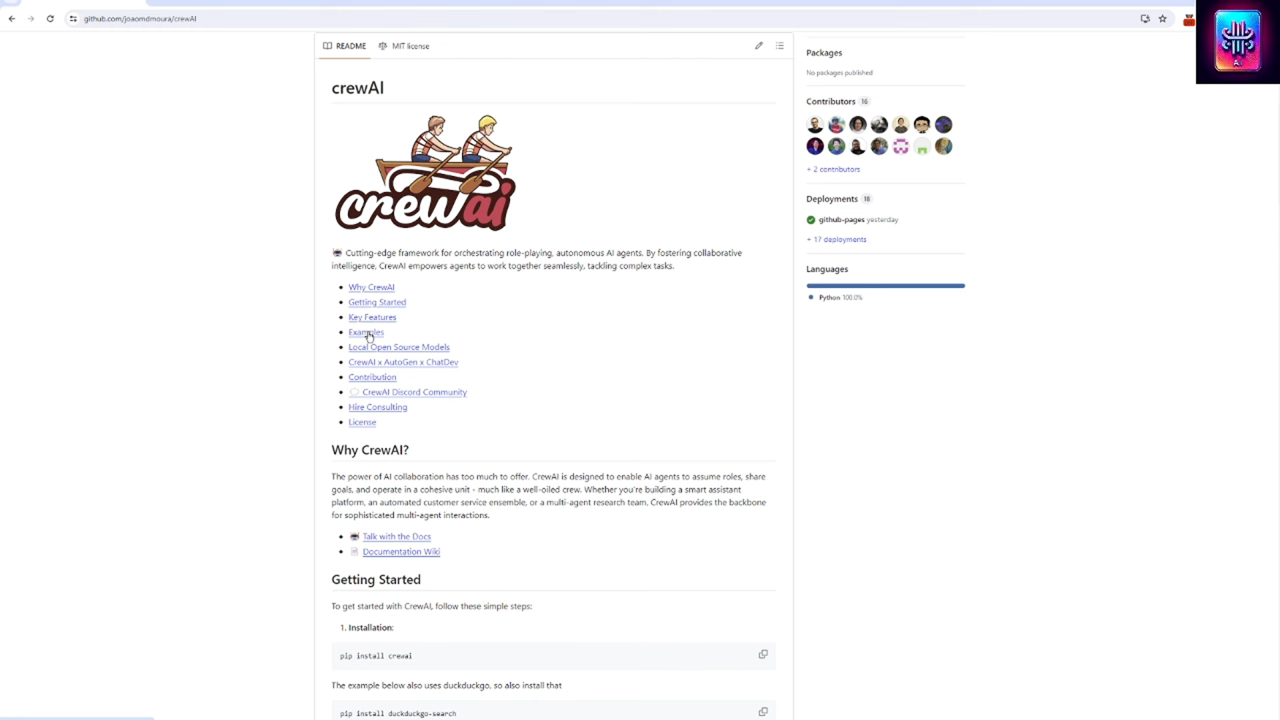 github.com/joaomdmoura/crewAI
README
MIT license
crewAI
crewai
Cutting-edge framework for orchestrating role-playing, autonomous AI agents. By fostering collaborative
intelligence, CrewAI empowers agents to work together seamlessly, tackling complex tasks.
Why CrewAI
Getting Started
Key Features
Examples
Local Open Source Models
CrewAI x AutoGen x ChatDev
Contribution
CrewAI Discord Community
Hire Consulting
License
Why CrewAI?
The power of AI collaboration has too much to offer. CrewAI is designed to enable AI agents to assume roles, share
goals, and operate in a cohesive unit - much like a well-oiled crew. Whether you're building a smart assistant
platform, an automated customer service ensemble, or a multi-agent research team, CrewAI provides the backbone
for sophisticated multi-agent interactions.
Talk with the Docs
Documentation Wiki
Getting Started
To get started with CrewAI, follow these simple steps:
1. Installation:
pip install crewai
The example below also uses duckduckgo, so also install that
pip install duckduckgo-search
Packages
No packages published
Contributors 16
+ 2 contributors
Deployments 18
github-pages yesterday
+ 17 deployments
Languages
Python 100.0%
AI